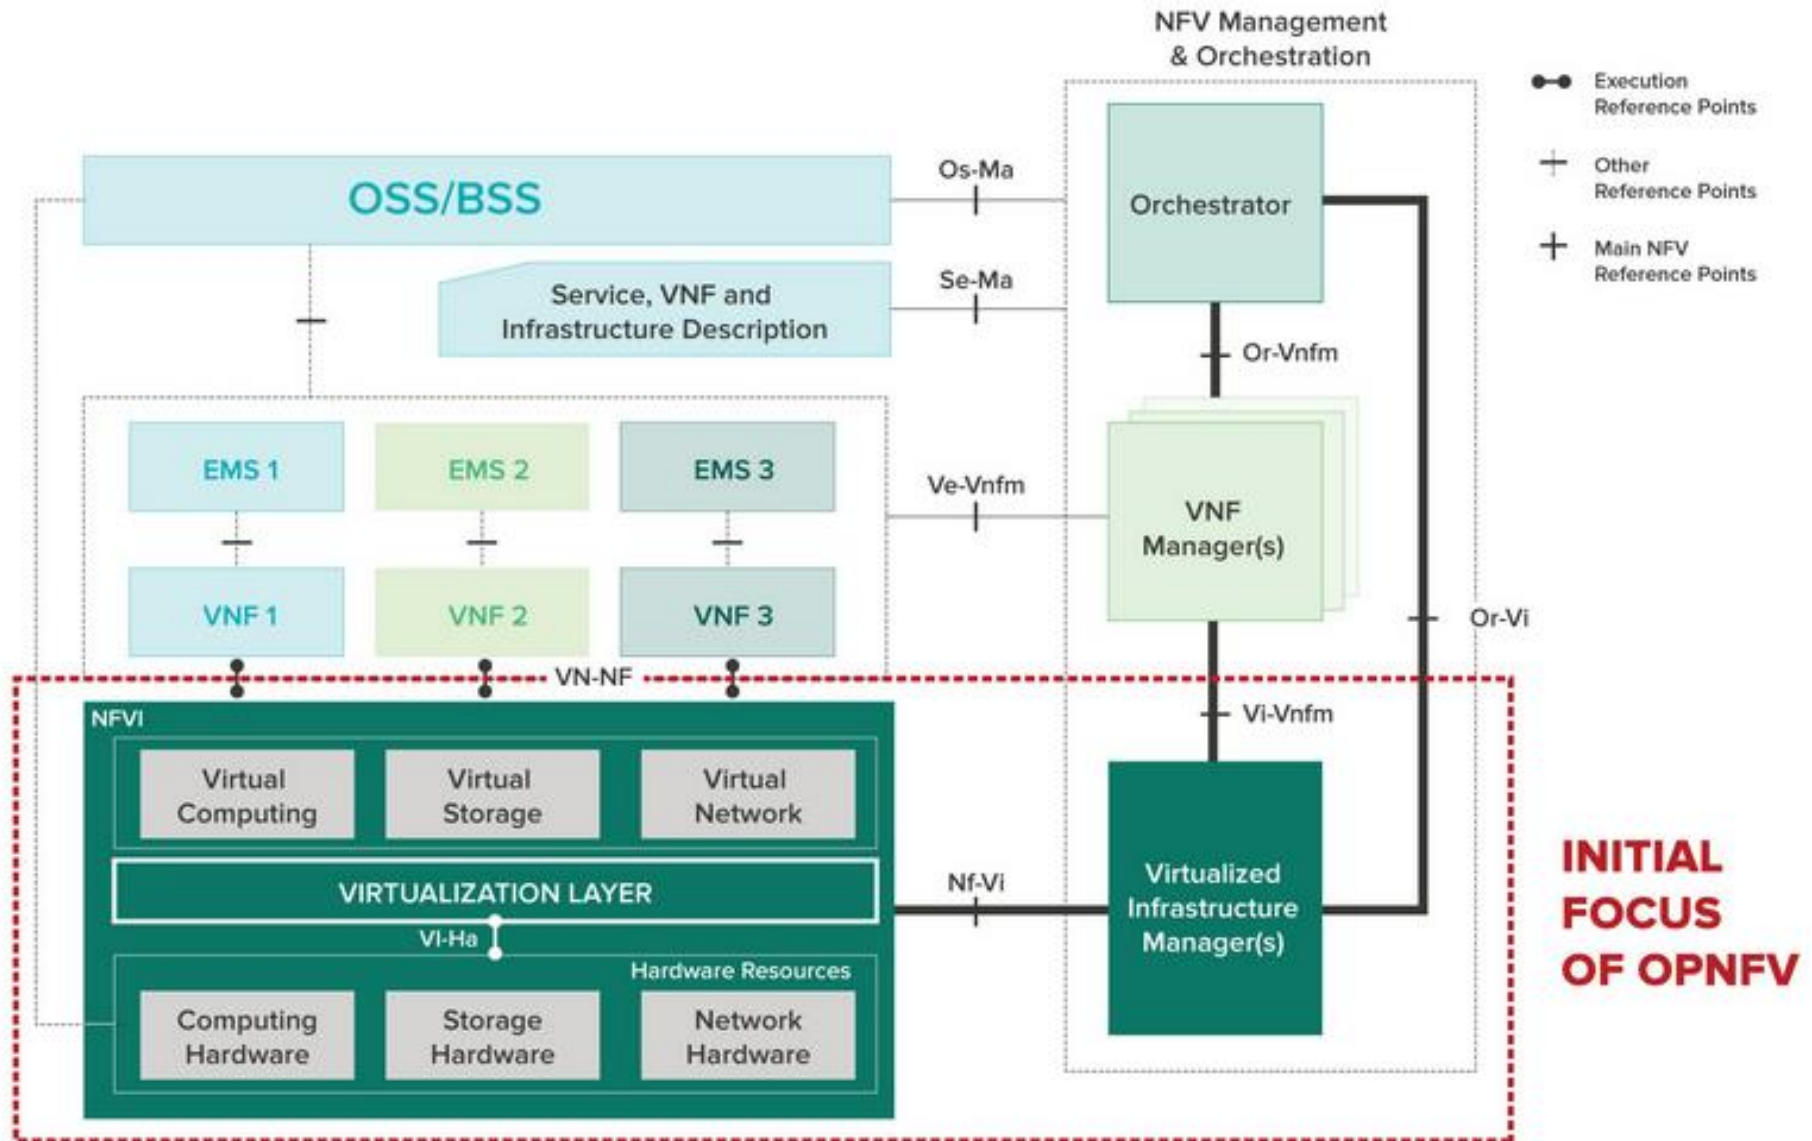 NFV Management
& Orchestration
Execution
Reference Points
Other
Reference Points
Main NFV
Reference Points
OSS/BSS
Os-Ma
Orchestrator
Service, VNF and
Infrastructure Description
Se-Ma
Or-Vnfm
EMS 1
EMS 2
EMS 3
Ve-Vnfm
VNF
Manager(s)
VNF 1
VNF 2
VNF 3
Or-Vi
VN-NF
NFVI
Vi-Vnfm
Virtual
Computing
Virtual
Storage
Virtual
Network
VIRTUALIZATION LAYER
Nf-Vi
Virtualized
Infrastructure
Manager(s)
VI-Ha
Hardware Resources
Computing
Hardware
Storage
Hardware
Network
Hardware
INITIAL
FOCUS
OF OPNFV